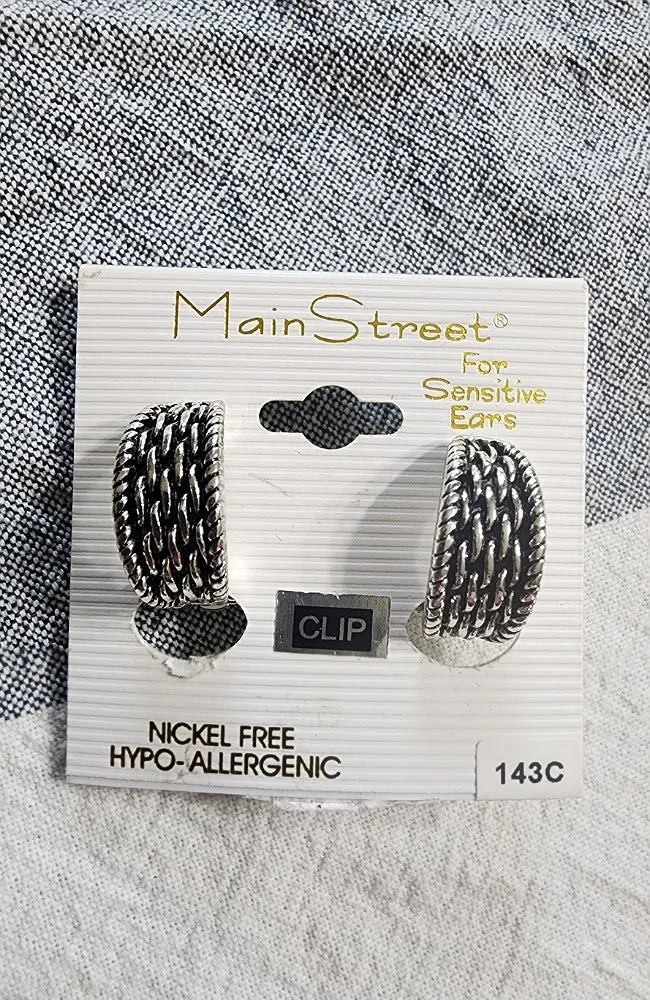 MainStreet®
For
Sensitive
Ears
CLIP
NICKEL FREE
HYPO-ALLERGENIC
143C